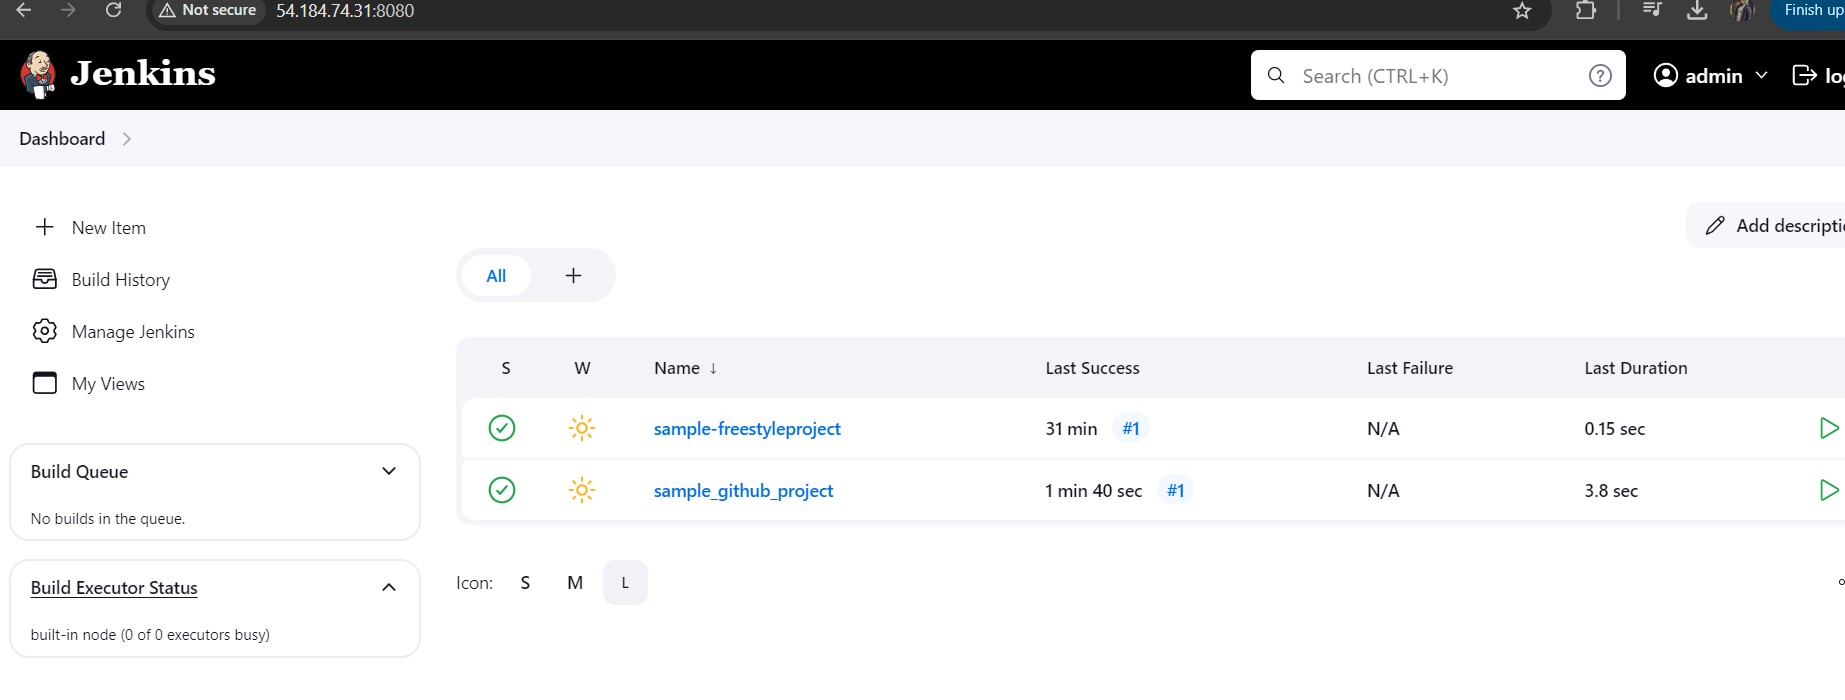 Not secure 54.184.74.31:8080
Finish up
Jenkins
Search (CTRL+K)
admin
log
Dashboard
New Item
Build History
Manage Jenkins
My Views
Build Queue
No builds in the queue.
Build Executor Status
built-in node (0 of 0 executors busy)
Add descripti
All +
S W Name ↓ Last Success Last Failure Last Duration
sample-freestyleproject 31 min #1 N/A 0.15 sec
sample_github_project 1 min 40 sec #1 N/A 3.8 sec
Icon: S M L